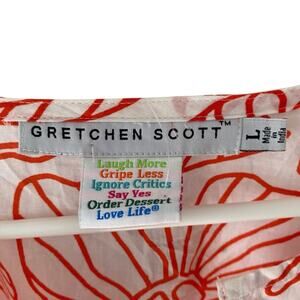 GRETCHEN SCOTT™
L
Made in India
Laugh More
Gripe Less
Ignore Critics
Say Yes
Order Dessert
Love Life®